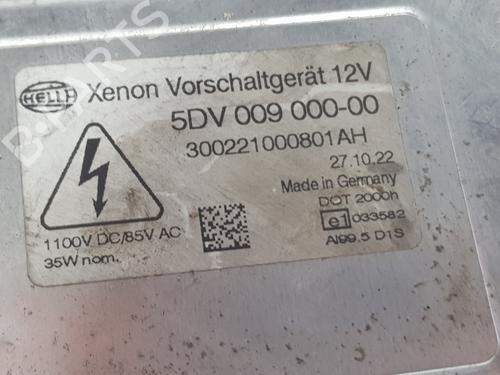 HELLA
Xenon Vorschaltgerät 12V
5DV 009 000-00
300221000801AH
27.10.22
Made in Germany
DOT 2000h
e1 033582
Al99.5 D1S
1100V DC/85V AC
35W nom.
B-PARTS